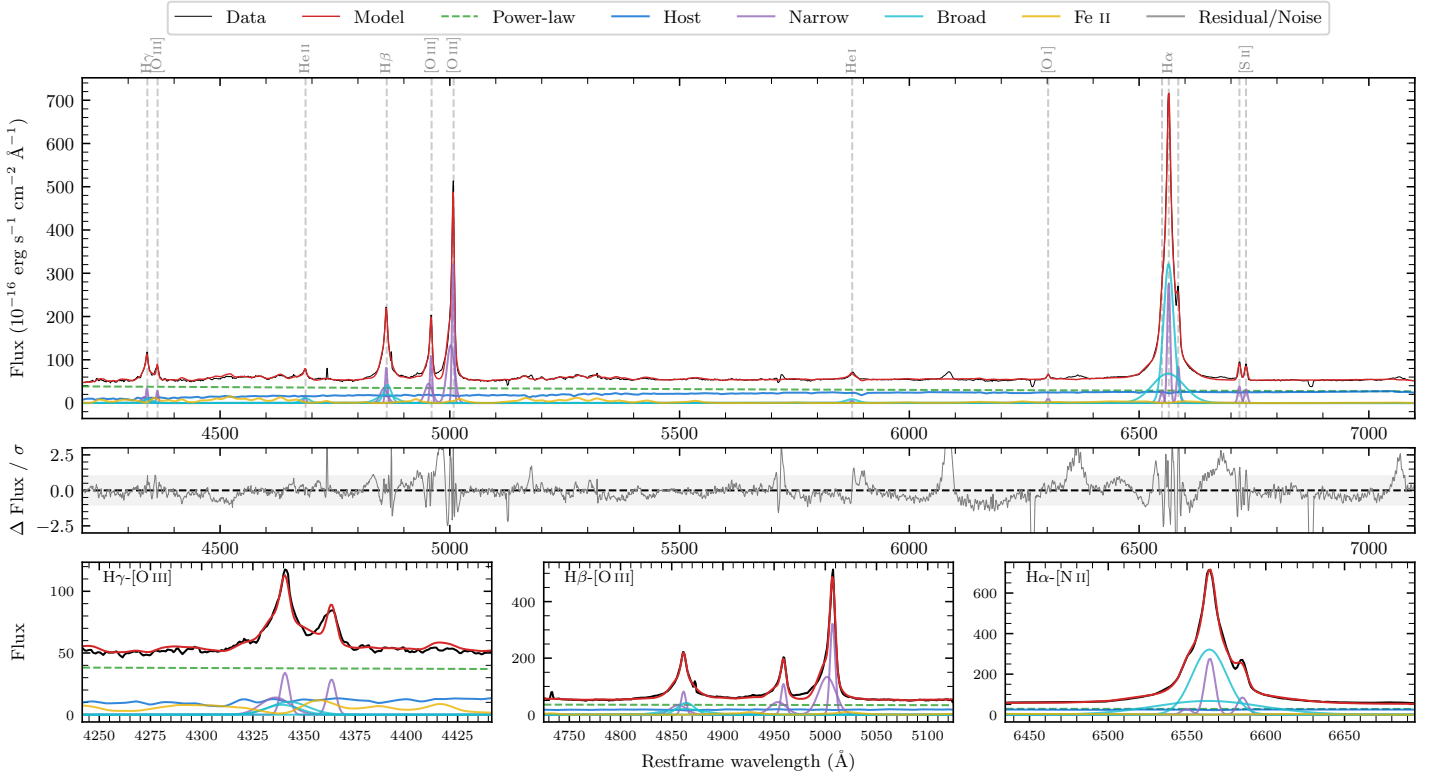 Data Model Power-law Host Narrow Broad Fe II Residual/Noise
Hγ [O III] He II Hβ [O III] [O III] He I [O I] Hα [S II]
Flux (10⁻¹⁶ erg s⁻¹ cm⁻² Å⁻¹)
700
600
500
400
300
200
100
0
4500 5000 5500 6000 6500 7000
Δ Flux / σ
2.5
0.0
−2.5
4500 5000 5500 6000 6500 7000
Flux
Hγ-[O III]
100
50
0
4250 4275 4300 4325 4350 4375 4400 4425
Hβ-[O III]
400
200
0
4750 4800 4850 4900 4950 5000 5050 5100
Hα-[N II]
600
400
200
0
6450 6500 6550 6600 6650
Restframe wavelength (Å)